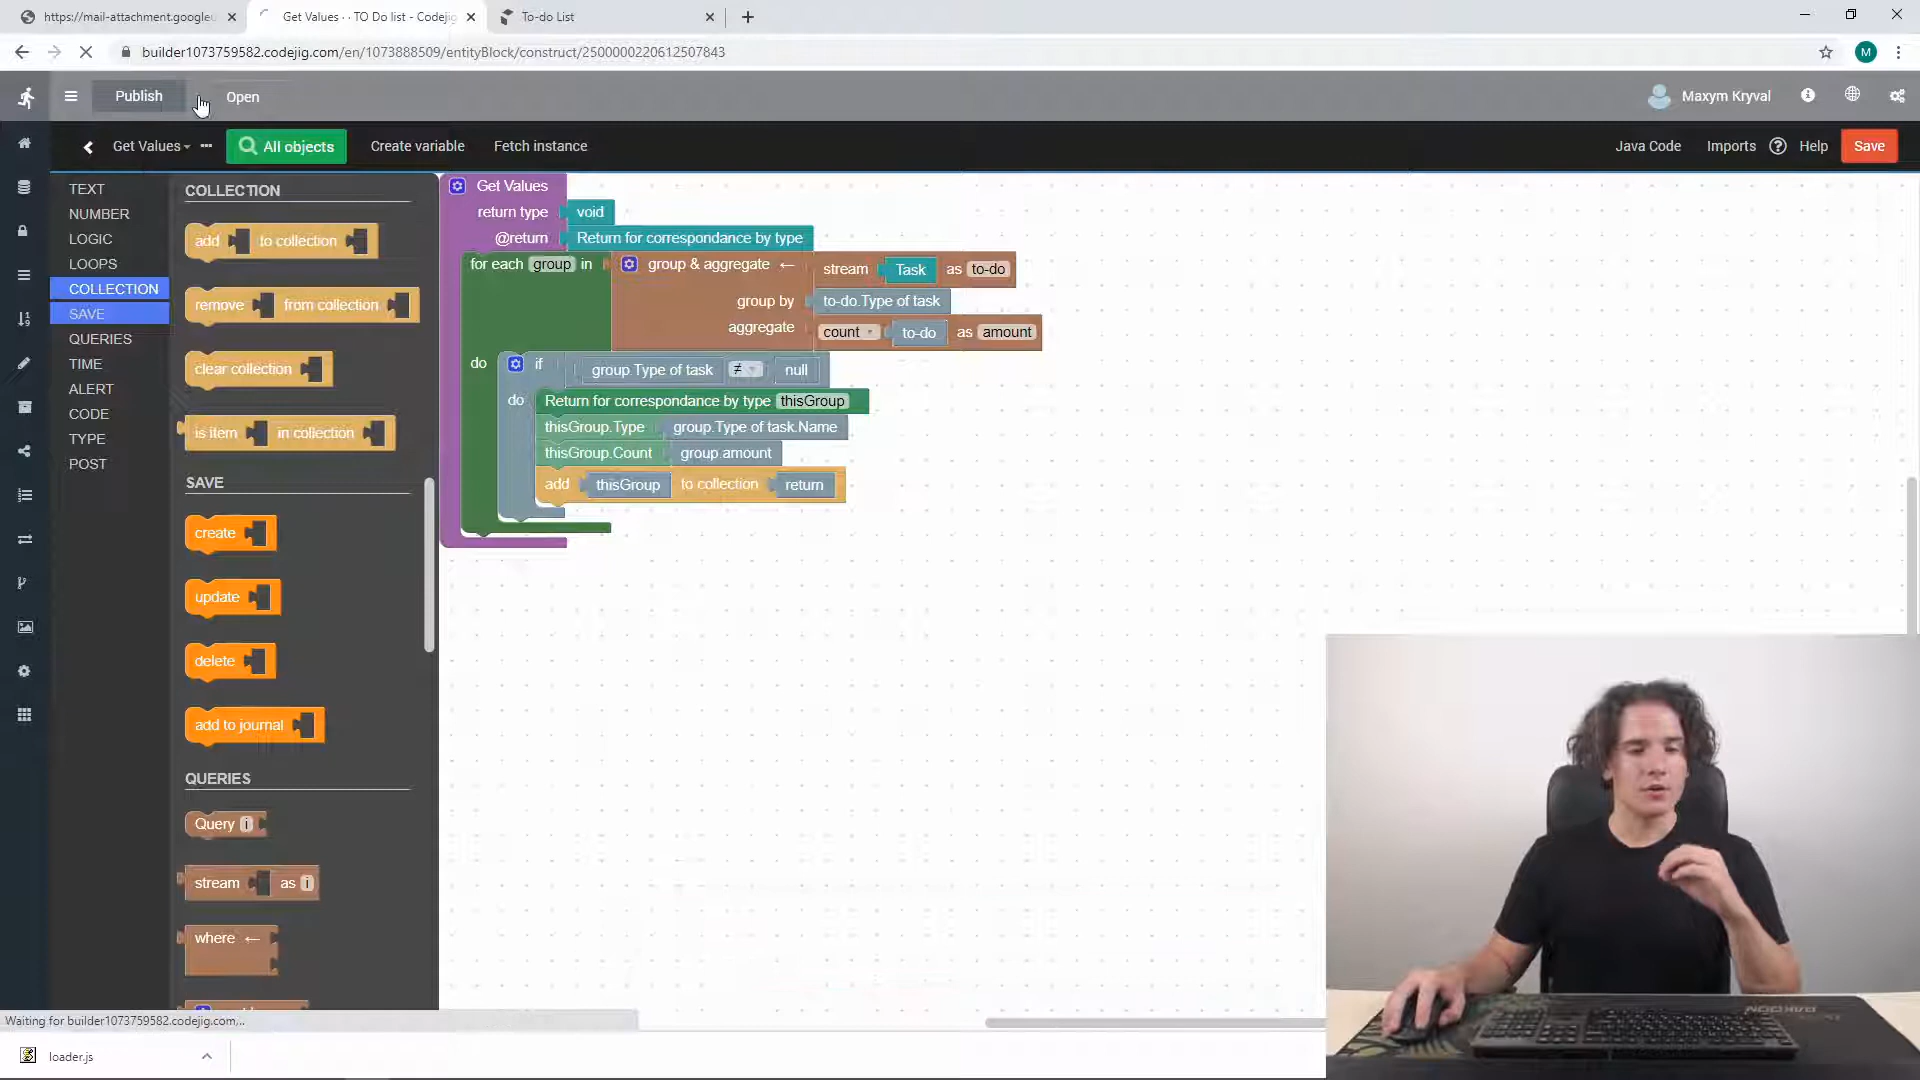 https://mail-attachment.googleu
Get Values · · TO Do list - Codejig
To-do List
builder1073759582.codejig.com/en/1073888509/entityBlock/construct/2500000220612507843
M
Publish
Open
Maxym Kryval
Get Values
All objects
Create variable
Fetch instance
Java Code
Imports
Help
Save
TEXT
NUMBER
LOGIC
LOOPS
COLLECTION
SAVE
QUERIES
TIME
ALERT
CODE
TYPE
POST
COLLECTION
add to collection
remove from collection
clear collection
is item in collection
SAVE
create
update
delete
add to journal
QUERIES
Query i
stream as i
where ←
Get Values
return type void
@return Return for correspondance by type
for each group in group & aggregate ← stream Task as to-do
group by to-do.Type of task
aggregate count to-do as amount
do if group.Type of task ≠ null
do Return for correspondance by type thisGroup
thisGroup.Type group.Type of task.Name
thisGroup.Count group.amount
add thisGroup to collection return
Waiting for builder1073759582.codejig.com...
loader.js